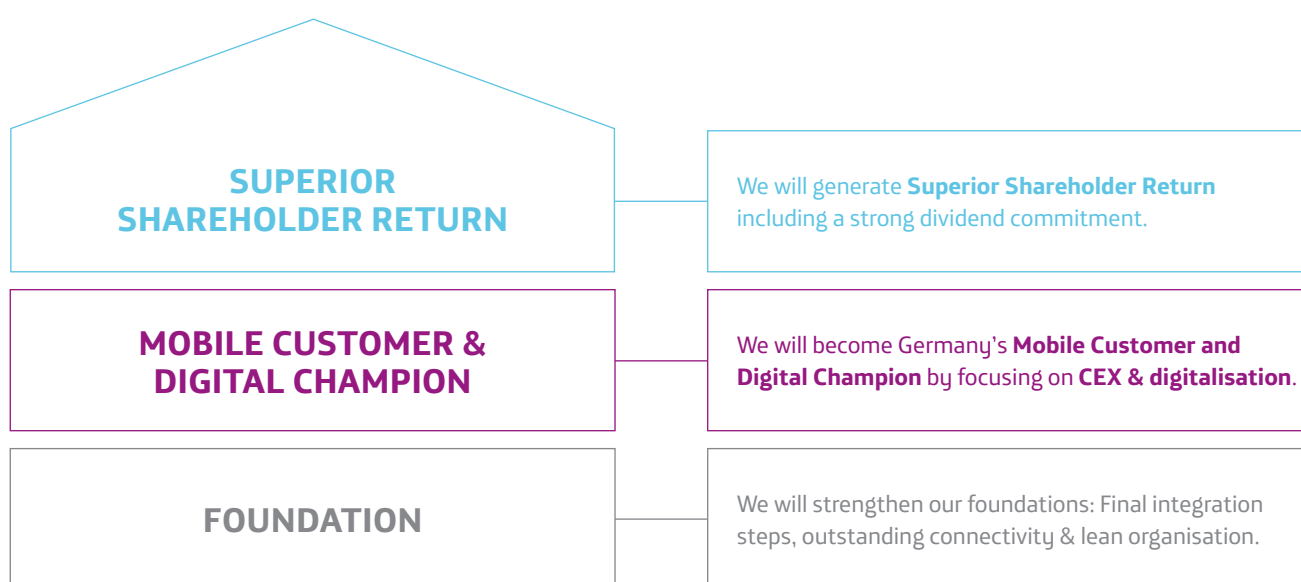 SUPERIOR
SHAREHOLDER RETURN
We will generate Superior Shareholder Return
including a strong dividend commitment.
MOBILE CUSTOMER &
DIGITAL CHAMPION
We will become Germany's Mobile Customer and
Digital Champion by focusing on CEX & digitalisation.
FOUNDATION
We will strengthen our foundations: Final integration
steps, outstanding connectivity & lean organisation.